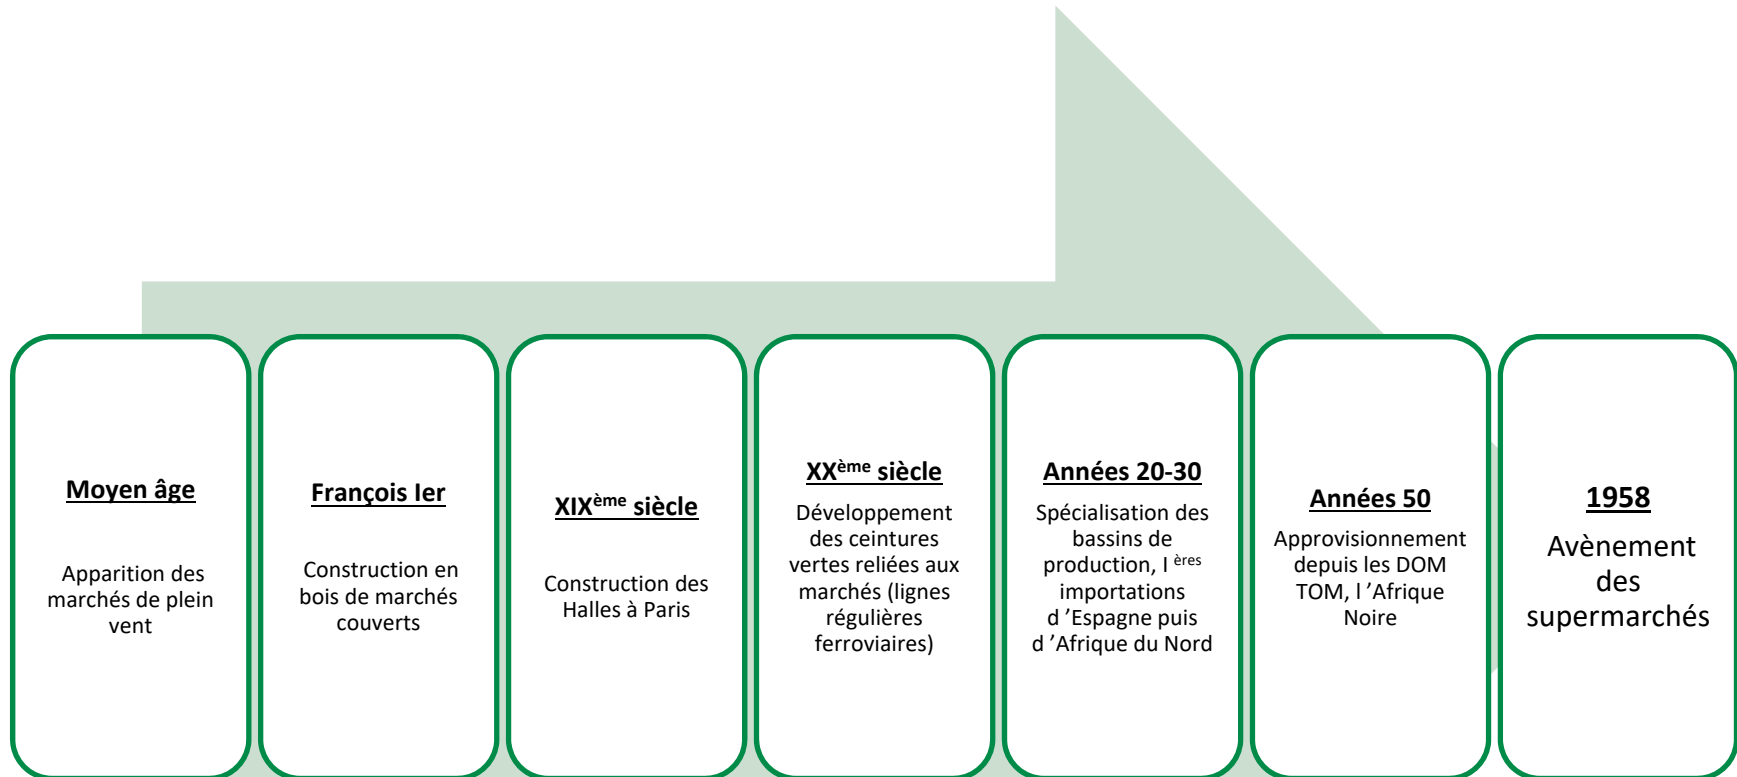 Moyen âge
Apparition des
marchés de plein
vent
François Ier
Construction en
bois de marchés
couverts
XIXème siècle
Construction des
Halles à Paris
XXème siècle
Développement
des ceintures
vertes reliées aux
marchés (lignes
régulières
ferroviaires)
Années 20-30
Spécialisation des
bassins de
production, I ères
importations
d ’Espagne puis
d ’Afrique du Nord
Années 50
Approvisionnement
depuis les DOM
TOM, l ’Afrique
Noire
1958
Avènement
des
supermarchés